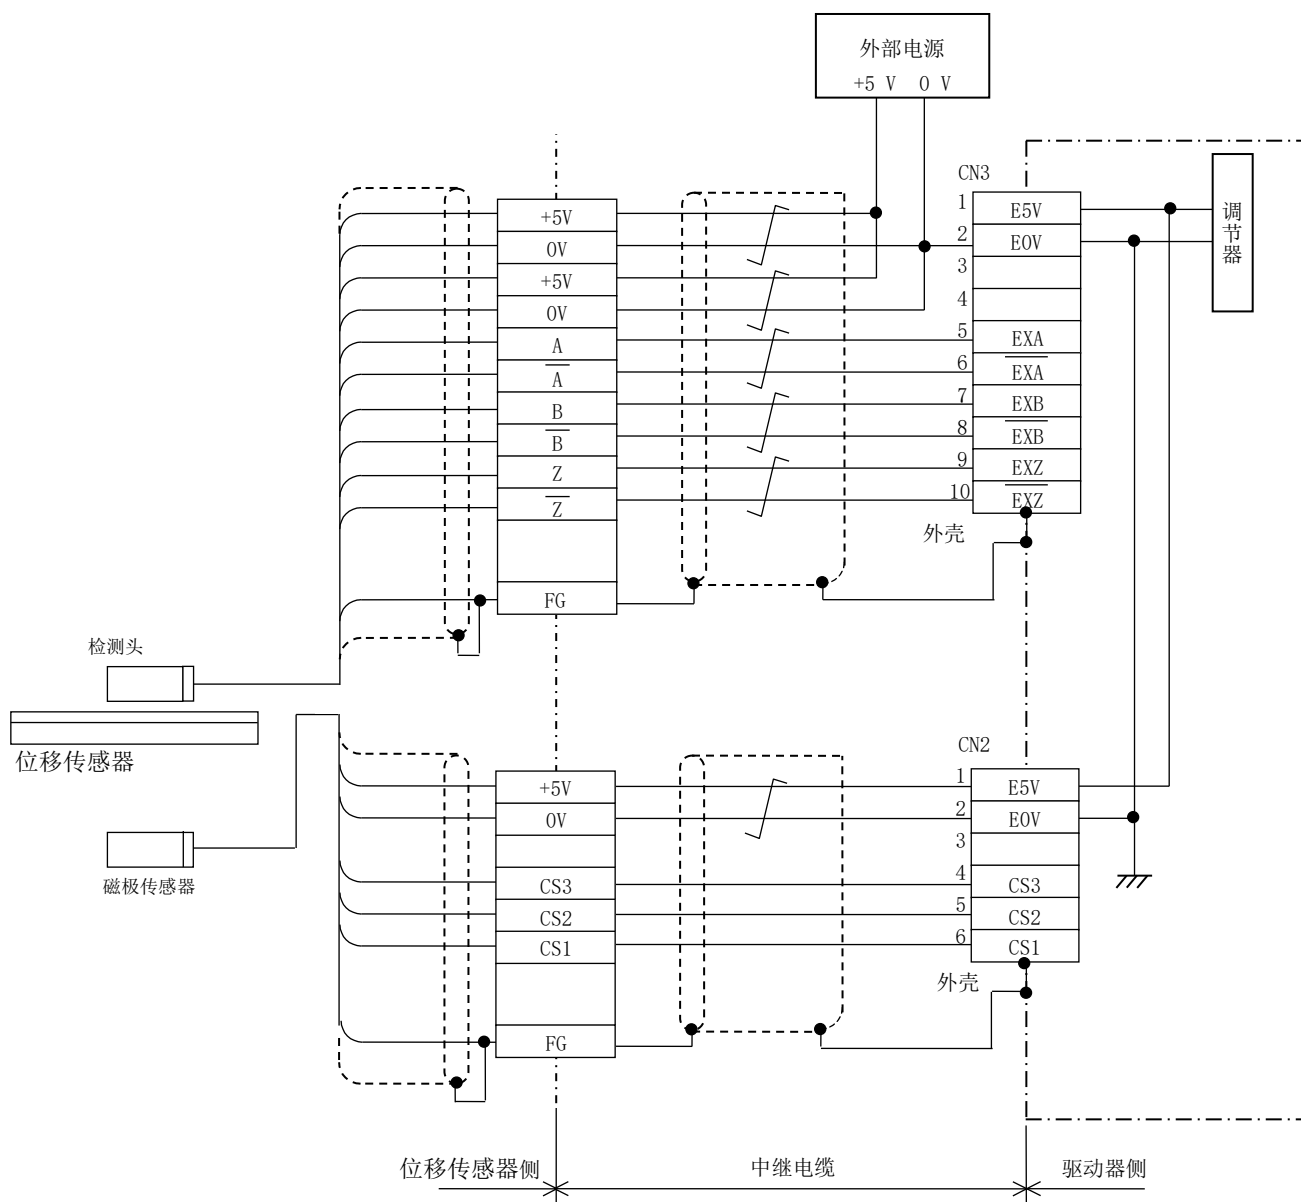 外部电源
+5 V 0 V
CN3
调节器
+5V
0V
+5V
0V
A
A̅
B
B̅
Z
Z̅
FG
1
2
3
4
5
6
7
8
9
10
E5V
E0V
EXA
E̅X̅A̅
EXB
E̅X̅B̅
EXZ
E̅X̅Z̅
外壳
检测头
位移传感器
磁极传感器
CN2
+5V
0V
CS3
CS2
CS1
FG
1
2
3
4
5
6
E5V
E0V
CS3
CS2
CS1
外壳
位移传感器侧
中继电缆
驱动器侧